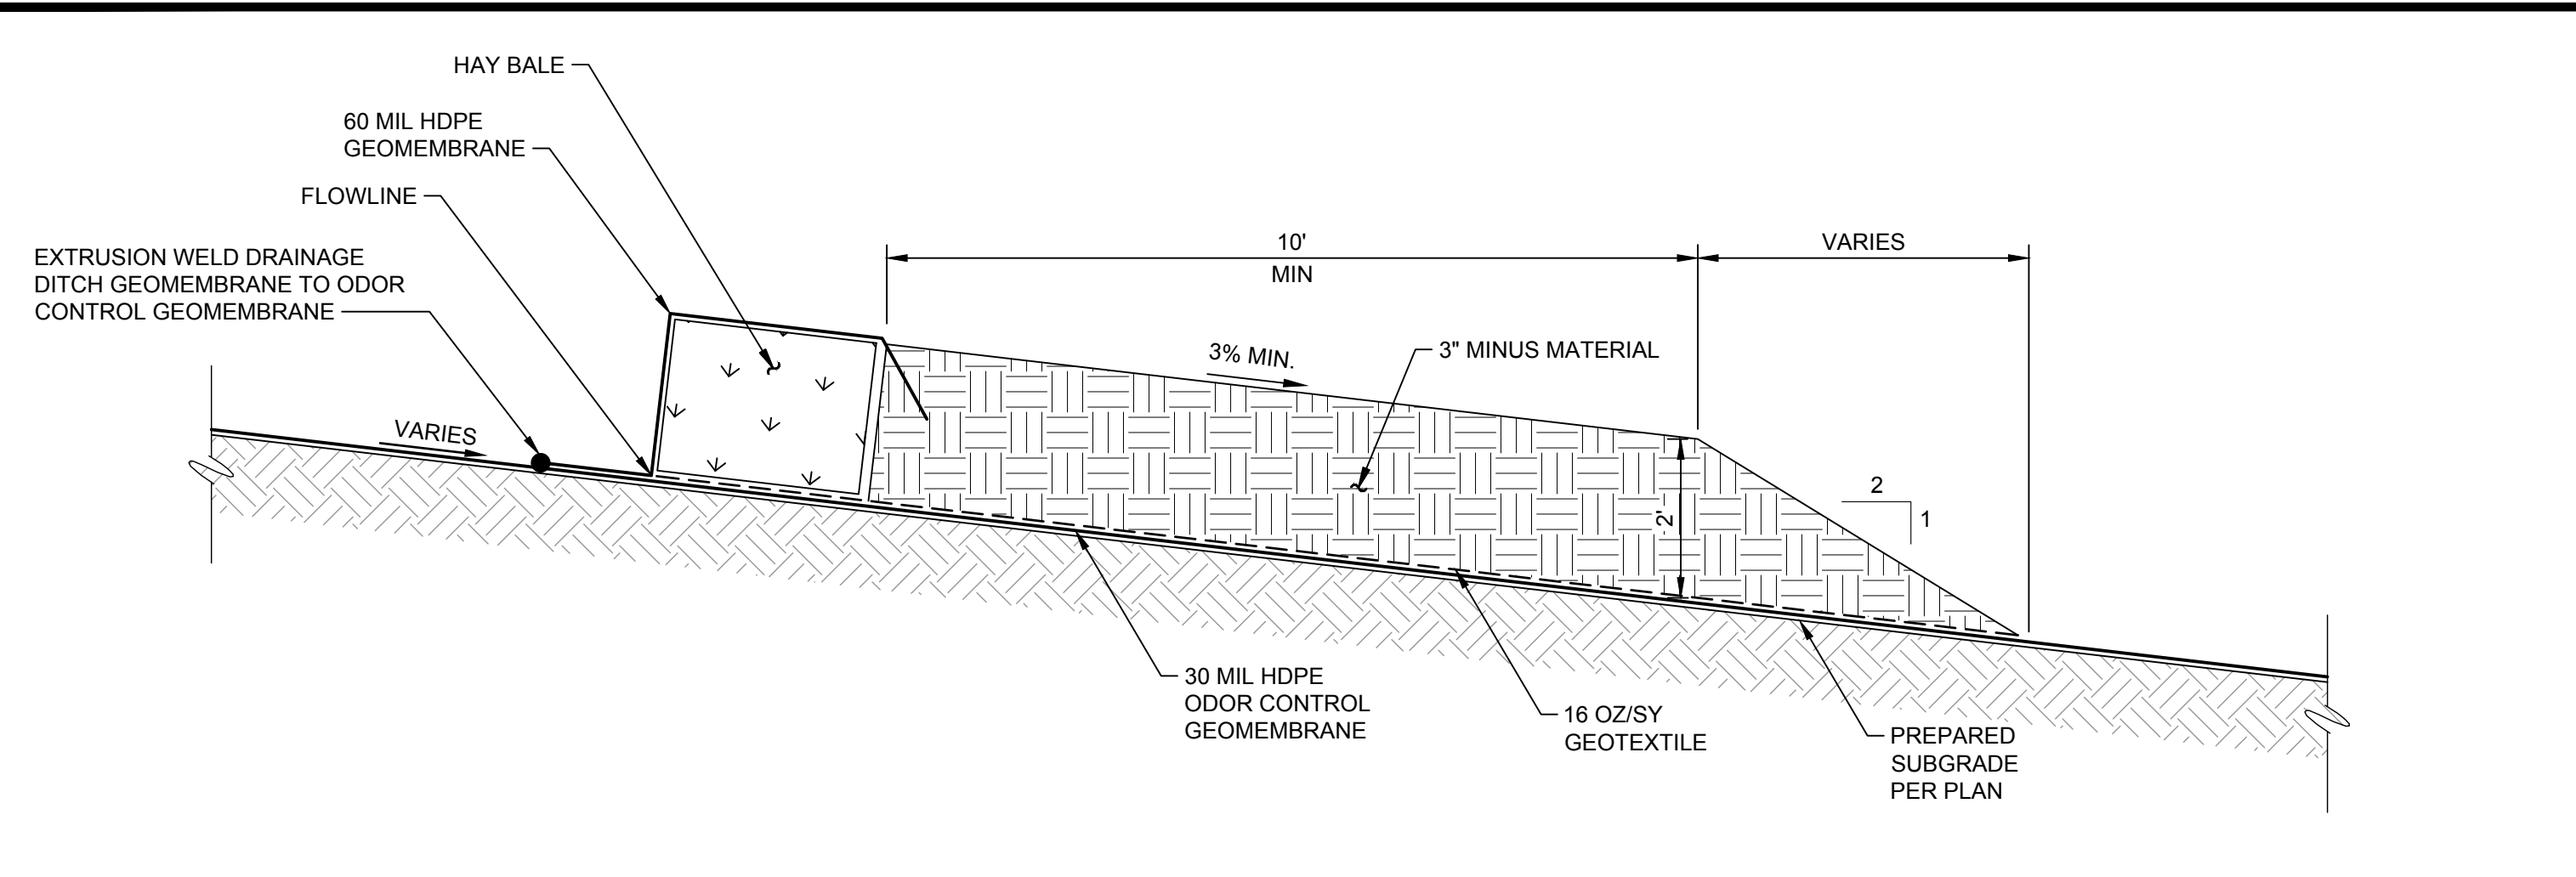 HAY BALE
60 MIL HDPE
GEOMEMBRANE
FLOWLINE
EXTRUSION WELD DRAINAGE
DITCH GEOMEMBRANE TO ODOR
CONTROL GEOMEMBRANE
VARIES
10'
MIN
VARIES
3% MIN.
3" MINUS MATERIAL
2'
2
1
30 MIL HDPE
ODOR CONTROL
GEOMEMBRANE
16 OZ/SY
GEOTEXTILE
PREPARED
SUBGRADE
PER PLAN